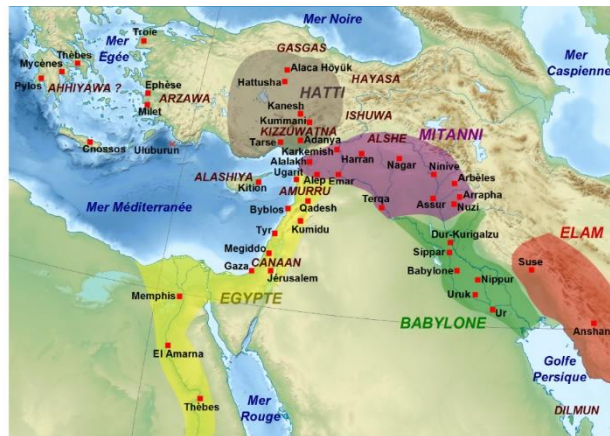 Mer Noire
Troie
Mer
Egée
Thèbes
Mycènes
Pylos
AHHIYAWA ?
GASGAS
Alaca Höyük
Hattusha
HATTI
HAYASA
Mer
Caspienne
Ephèse
Milet
ARZAWA
Kanesh
Kummani
ISHUWA
KIZZUWATNA
Adanya
Tarse
Karkemish
ALSHE
MITANNI
Cnossos
Uluburun
Alalakh
Harran
Nagar
Ninive
Ugarit
ALASHIYA
Kition
Alep
Emar
Arbèles
AMURRU
Arrapha
Assur
Nuzi
Mer Méditerranée
Byblos
Qadesh
Terqa
Tyr
Kumidu
Dur-Kurigalzu
Megiddo
Sippar
ELAM
CANAAN
Gaza
Jérusalem
Babylone
Suse
Nippur
Memphis
EGYPTE
Uruk
Ur
BABYLONE
Anshan
El Amarna
Golfe
Persique
Thèbes
Mer
Rouge
DILMUN